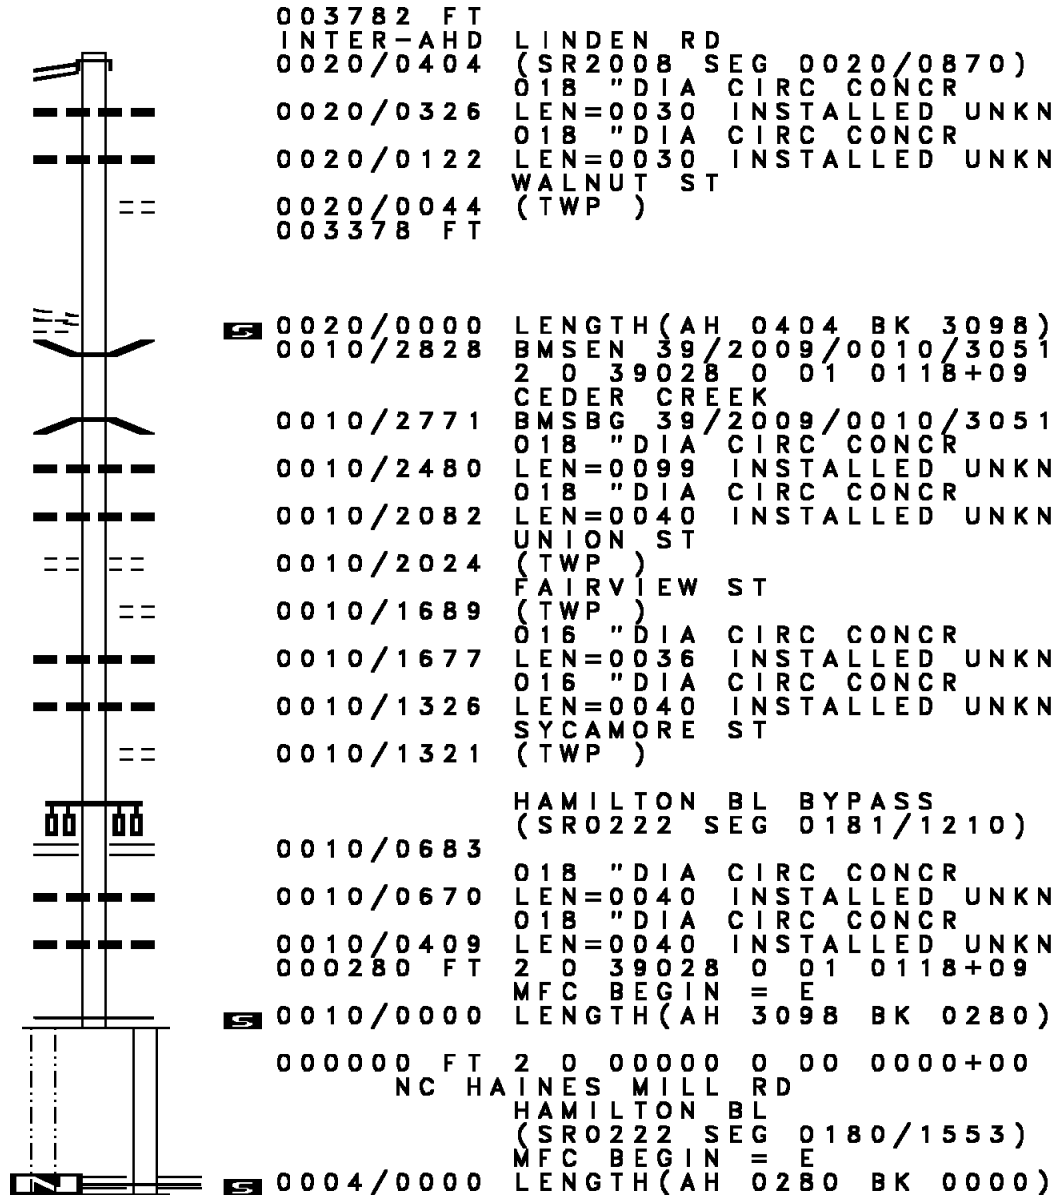 003782 FT
INTER-AHD LINDEN RD
0020/0404 (SR2008 SEG 0020/0870)
018 "DIA CIRC CONCR
0020/0326 LEN=0030 INSTALLED UNKN
018 "DIA CIRC CONCR
0020/0122 LEN=0030 INSTALLED UNKN
WALNUT ST
0020/0044 (TWP )
003378 FT
S 0020/0000 LENGTH(AH 0404 BK 3098)
0010/2828 BMSEN 39/2009/0010/3051
2 0 39028 0 01 0118+09
CEDER CREEK
0010/2771 BMSBG 39/2009/0010/3051
018 "DIA CIRC CONCR
0010/2480 LEN=0099 INSTALLED UNKN
018 "DIA CIRC CONCR
0010/2082 LEN=0040 INSTALLED UNKN
UNION ST
0010/2024 (TWP )
FAIRVIEW ST
0010/1689 (TWP )
016 "DIA CIRC CONCR
0010/1677 LEN=0036 INSTALLED UNKN
016 "DIA CIRC CONCR
0010/1326 LEN=0040 INSTALLED UNKN
SYCAMORE ST
0010/1321 (TWP )
HAMILTON BL BYPASS
(SR0222 SEG 0181/1210)
0010/0683
018 "DIA CIRC CONCR
0010/0670 LEN=0040 INSTALLED UNKN
018 "DIA CIRC CONCR
0010/0409 LEN=0040 INSTALLED UNKN
000280 FT 2 0 39028 0 01 0118+09
MFC BEGIN = E
S 0010/0000 LENGTH(AH 3098 BK 0280)
000000 FT 2 0 00000 0 00 0000+00
NC HAINES MILL RD
HAMILTON BL
(SR0222 SEG 0180/1553)
MFC BEGIN = E
N S 0004/0000 LENGTH(AH 0280 BK 0000)